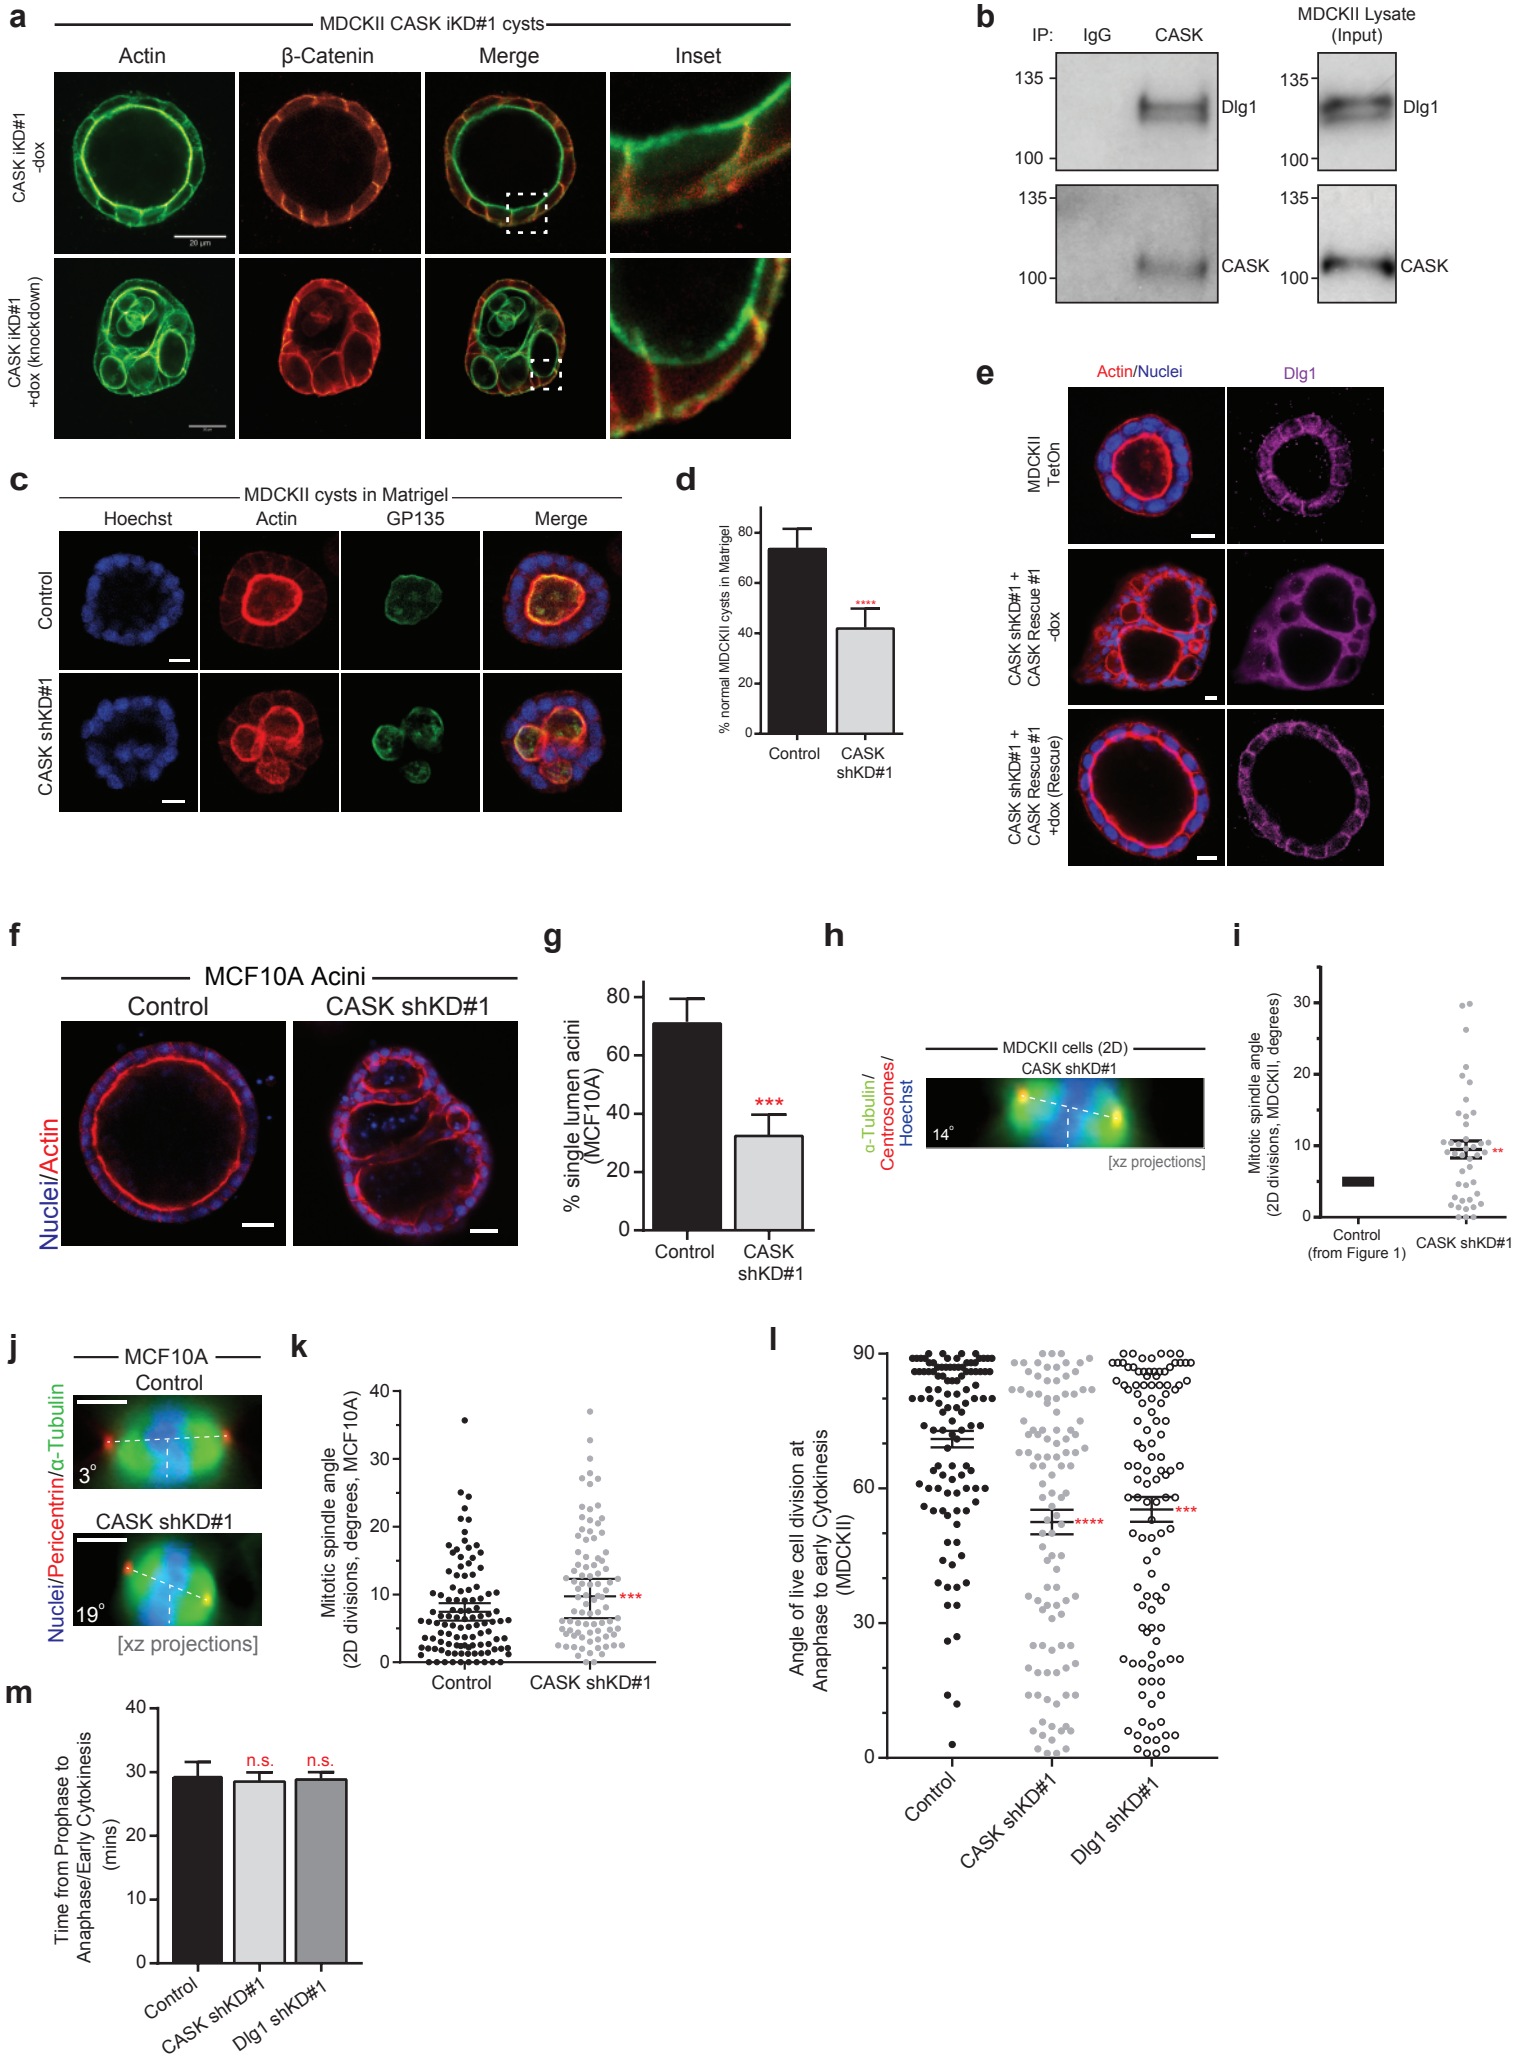 a
MDCKII CASK iKD#1 cysts
Actin
β-Catenin
Merge
Inset
CASK iKD#1
-dox
20 µm
CASK iKD#1
+dox (knockdown)
b
IP:
IgG
CASK
MDCKII Lysate
(Input)
135
100
Dlg1
135
100
Dlg1
135
100
CASK
135
100
CASK
c
MDCKII cysts in Matrigel
Hoechst
Actin
GP135
Merge
Control
CASK shKD#1
d
% normal MDCKII cysts in Matrigel
80
60
40
20
0
****
Control
CASK
shKD#1
e
Actin/Nuclei
Dlg1
MDCKII
TetOn
CASK shKD#1 +
CASK Rescue #1
-dox
CASK shKD#1 +
CASK Rescue #1
+dox (Rescue)
f
MCF10A Acini
Control
CASK shKD#1
Nuclei/Actin
g
% single lumen acini
(MCF10A)
80
60
40
20
0
***
Control
CASK
shKD#1
h
MDCKII cells (2D)
CASK shKD#1
α-Tubulin/
Centrosomes/
Hoechst
14°
[xz projections]
i
Mitotic spindle angle
(2D divisions, MDCKII, degrees)
30
20
10
0
**
Control
(from Figure 1)
CASK shKD#1
j
MCF10A
Control
3°
CASK shKD#1
19°
Nuclei/Pericentrin/α-Tubulin
[xz projections]
k
Mitotic spindle angle
(2D divisions, degrees, MCF10A)
40
30
20
10
0
***
Control
CASK shKD#1
l
Angle of live cell division at
Anaphase to early Cytokinesis
(MDCKII)
90
60
30
0
****
***
Control
CASK shKD#1
Dlg1 shKD#1
m
Time from Prophase to
Anaphase/Early Cytokinesis
(mins)
40
30
20
10
0
n.s.
n.s.
Control
CASK shKD#1
Dlg1 shKD#1